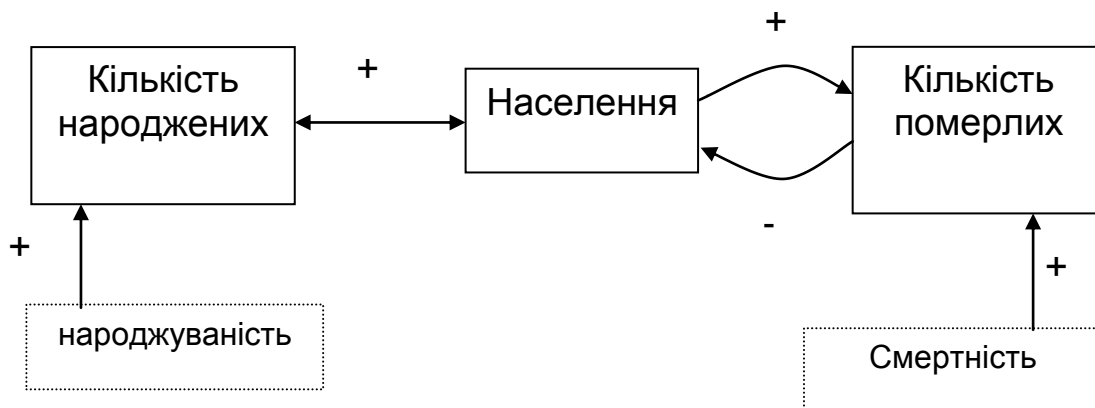 Кількість
народжених
+
Населення
+
-
Кількість
померлих
+
народжуваність
+
Смертність